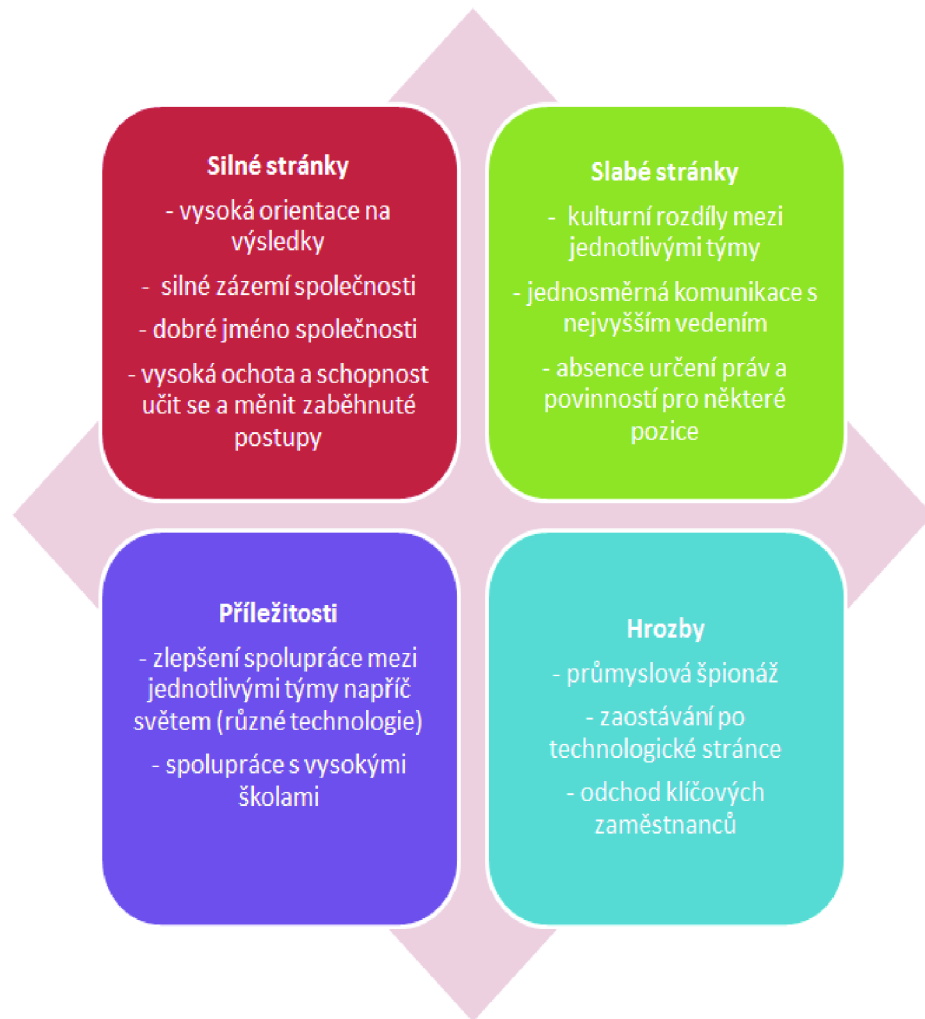 Silné stránky
- vysoká orientace na
výsledky
- silné zázemí společnosti
- dobré jméno společnosti
- vysoká ochota a schopnost
učit se a měnit zaběhnuté
postupy
Slabé stránky
- kulturní rozdíly mezi
jednotlivými týmy
- jednosměrná komunikace s
nejvyšším vedením
- absence určení práv a
povinností pro některé
pozice
Příležitosti
- zlepšení spolupráce mezi
jednotlivými týmy napříč
světem (různé technologie)
- spolupráce s vysokými
školami
Hrozby
- průmyslová špionáž
- zaostávání po
technologické stránce
- odchod klíčových
zaměstnanců